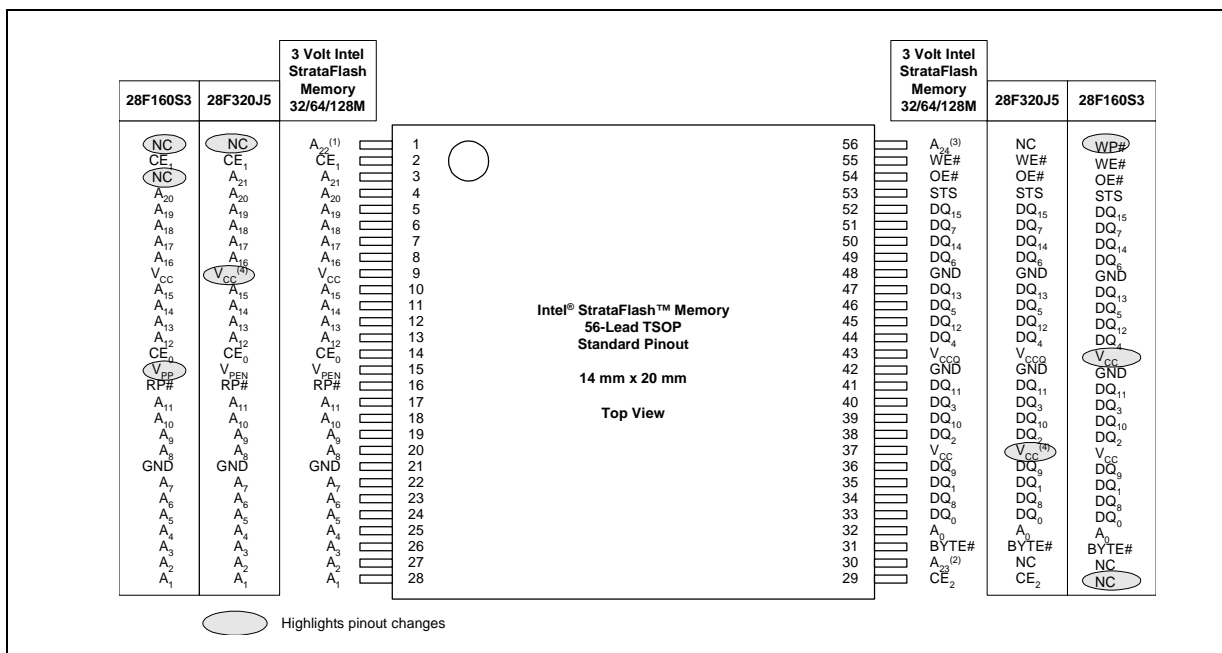 3 Volt Intel
StrataFlash
Memory
32/64/128M
28F160S3 28F320J5
3 Volt Intel
StrataFlash
Memory
32/64/128M
28F320J5 28F160S3
NC NC A22(1) 1 56 A24(3) NC WP#
CE1 CE1 CE1 2 55 WE# WE# WE#
NC A21 A21 3 54 OE# OE# OE#
A20 A20 A20 4 53 STS STS STS
A19 A19 A19 5 52 DQ15 DQ15 DQ15
A18 A18 A18 6 51 DQ7 DQ7 DQ7
A17 A17 A17 7 50 DQ14 DQ14 DQ14
A16 A16 A16 8 49 DQ6 DQ6 DQ6
VCC VCC(4) VCC 9 48 GND GND GND
A15 A15 A15 10 47 DQ13 DQ13 DQ13
A14 A14 A14 11 46 DQ5 DQ5 DQ5
A13 A13 A13 12 45 DQ12 DQ12 DQ12
A12 A12 A12 13 44 DQ4 DQ4 DQ4
CE0 CE0 CE0 14 43 VCCQ VCCQ VCC
VPP VPEN VPEN 15 42 GND GND GND
RP# RP# RP# 16 41 DQ11 DQ11 DQ11
A11 A11 A11 17 40 DQ3 DQ3 DQ3
A10 A10 A10 18 39 DQ10 DQ10 DQ10
A9 A9 A9 19 38 DQ2 DQ2 DQ2
A8 A8 A8 20 37 VCC VCC(4) VCC
GND GND GND 21 36 DQ9 DQ9 DQ9
A7 A7 A7 22 35 DQ1 DQ1 DQ1
A6 A6 A6 23 34 DQ8 DQ8 DQ8
A5 A5 A5 24 33 DQ0 DQ0 DQ0
A4 A4 A4 25 32 A0 A0 A0
A3 A3 A3 26 31 BYTE# BYTE# BYTE#
A2 A2 A2 27 30 A23(2) NC NC
A1 A1 A1 28 29 CE2 CE2 NC
Intel® StrataFlash™ Memory
56-Lead TSOP
Standard Pinout
14 mm x 20 mm
Top View
Highlights pinout changes